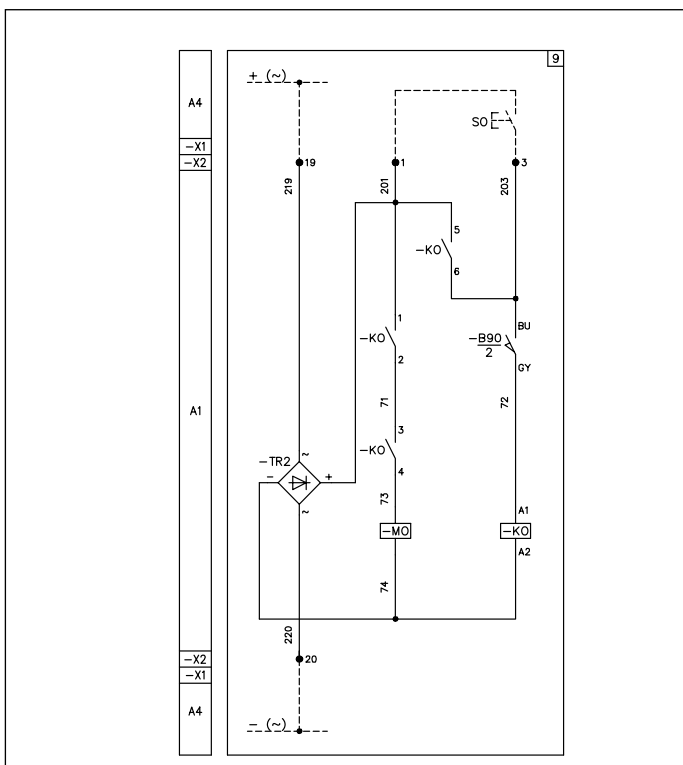 9
+ (~)
A4
SO
-X1
-X2
19
1
3
219
201
203
5
-KO
6
1
-KO
2
BU
-B90
2
GY
71
72
A1
3
-KO
4
-TR2
~
-
+
~
73
A1
-MO
-KO
A2
74
220
-X2
20
-X1
A4
- (~)